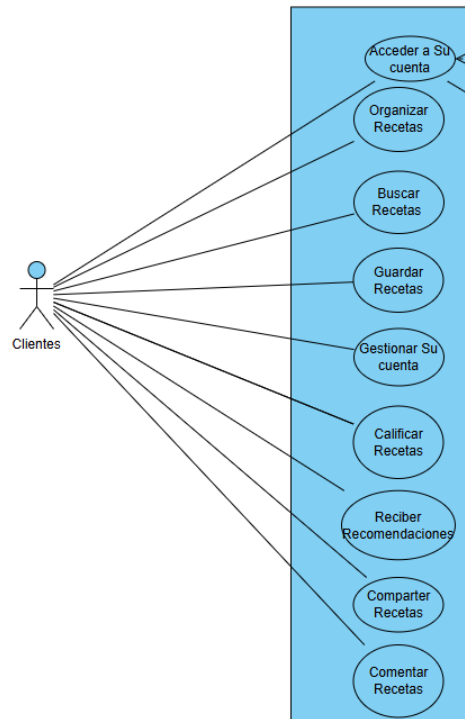 Acceder a Su
cuenta
Organizar
Recetas
Buscar
Recetas
Guardar
Recetas
Clientes
Gestionar Su
cuenta
Calificar
Recetas
Reciber
Recomendaciones
Comparter
Recetas
Comentar
Recetas